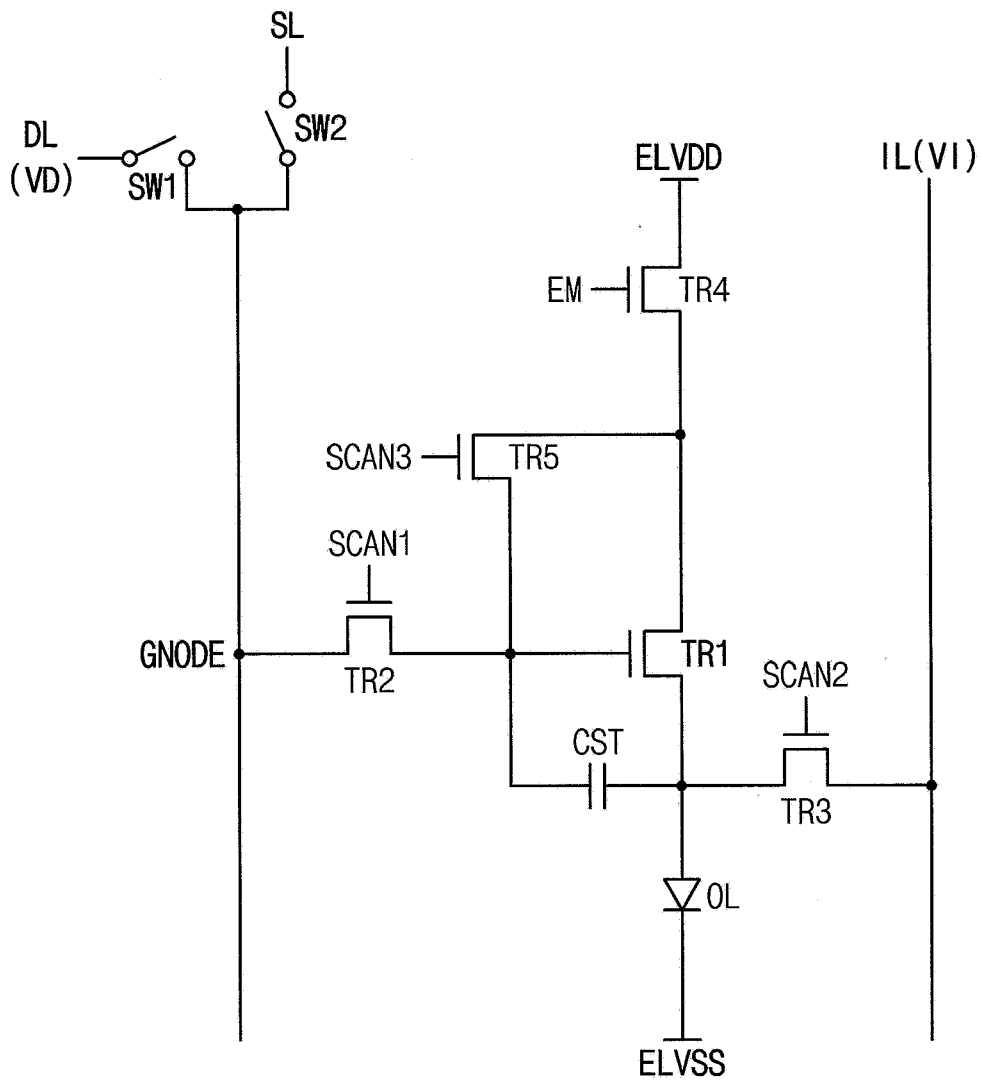 SL
DL
(VD)
SW1
SW2
ELVDD
IL(VI)
EM
TR4
SCAN3
TR5
SCAN1
GNODE
TR2
TR1
SCAN2
CST
TR3
OL
ELVSS